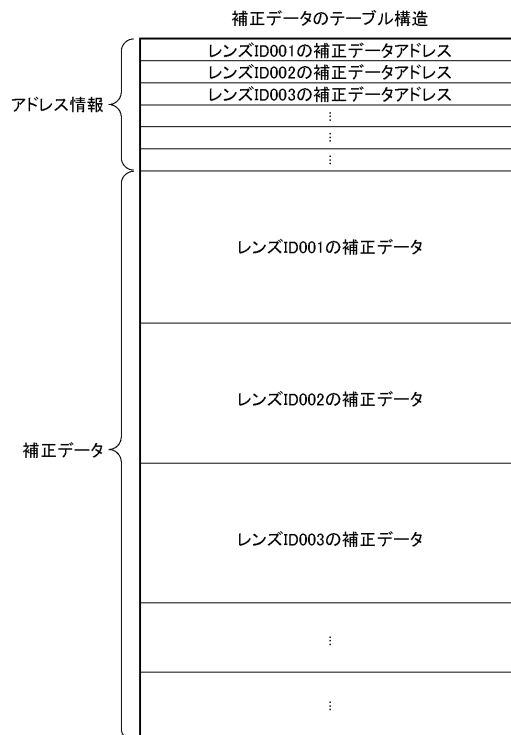 補正データのテーブル構造
アドレス情報
レンズID001の補正データアドレス
レンズID002の補正データアドレス
レンズID003の補正データアドレス
⋮
⋮
⋮
補正データ
レンズID001の補正データ
レンズID002の補正データ
レンズID003の補正データ
⋮
⋮